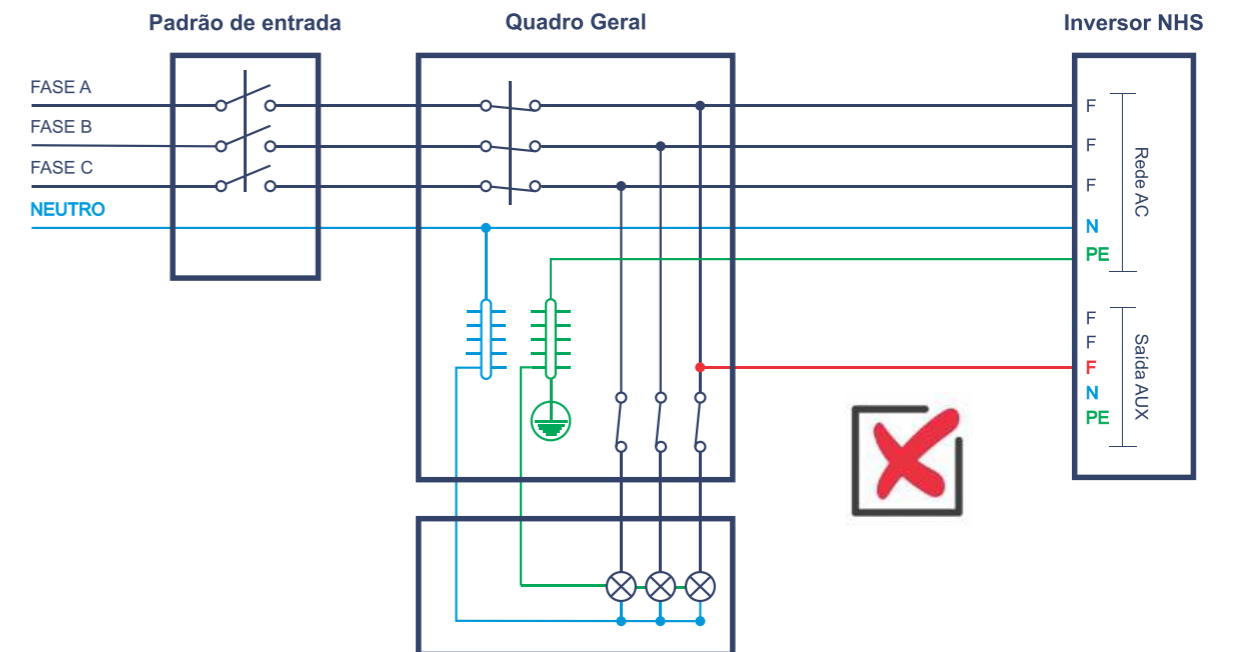 Padrão de entrada
Quadro Geral
Inversor NHS
FASE A
FASE B
FASE C
NEUTRO
F
F
F
N
PE
Rede AC
F
F
F
N
PE
Saída AUX